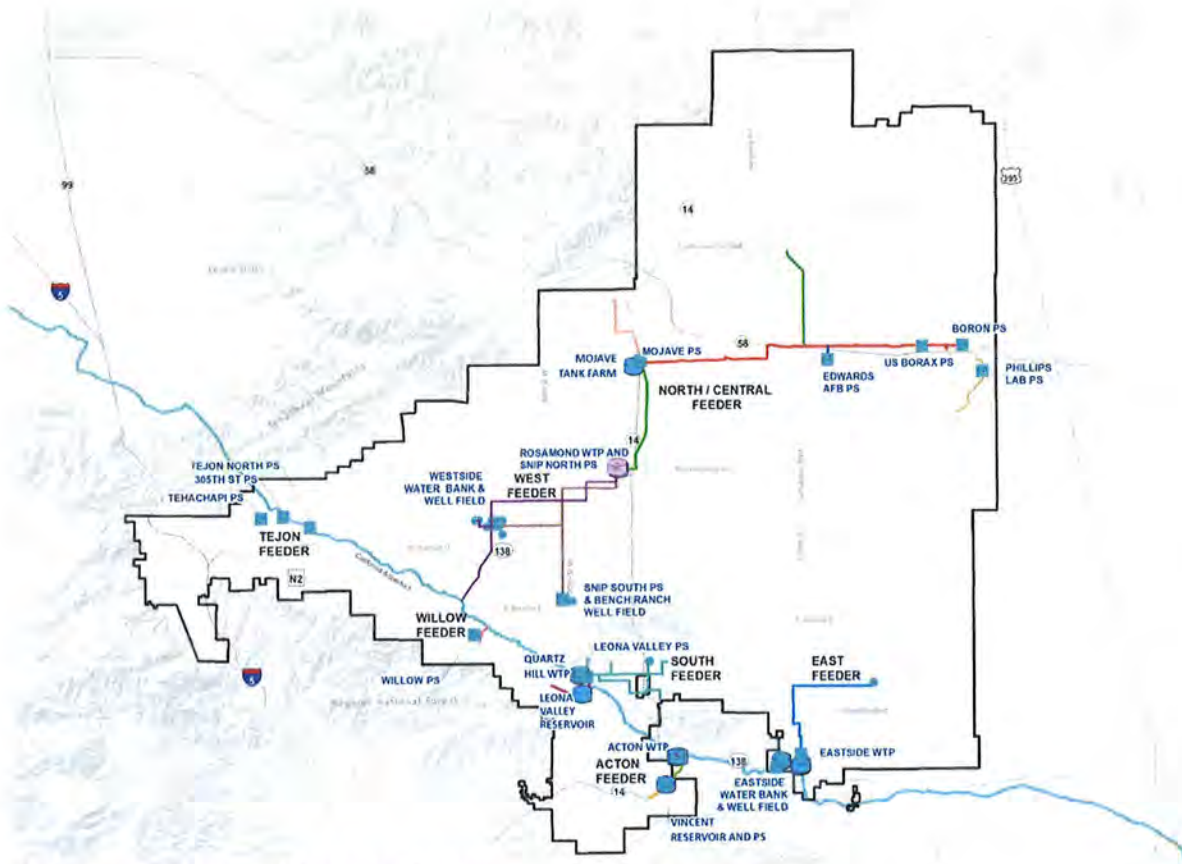 395
99
58
14
5
BORON PS
58
MOJAVE PS
MOJAVE
TANK FARM
US BORAX PS
EDWARDS
AFB PS
PHILLIPS
LAB PS
NORTH / CENTRAL
FEEDER
14
ROSAMOND WTP AND
SNIP NORTH PS
TEJON NORTH PS
305TH ST PS
TEHACHAPI PS
WESTSIDE
WATER BANK &
WELL FIELD
WEST
FEEDER
TEJON
FEEDER
138
N2
California Aqueduct
SNIP SOUTH PS
& BENCH RANCH
WELL FIELD
WILLOW
FEEDER
LEONA VALLEY PS
QUARTZ
HILL WTP
SOUTH
FEEDER
EAST
FEEDER
WILLOW PS
5
LEONA
VALLEY
RESERVOIR
ACTON WTP
138
EASTSIDE WTP
ACTON
FEEDER
14
EASTSIDE
WATER BANK
& WELL FIELD
VINCENT
RESERVOIR AND PS